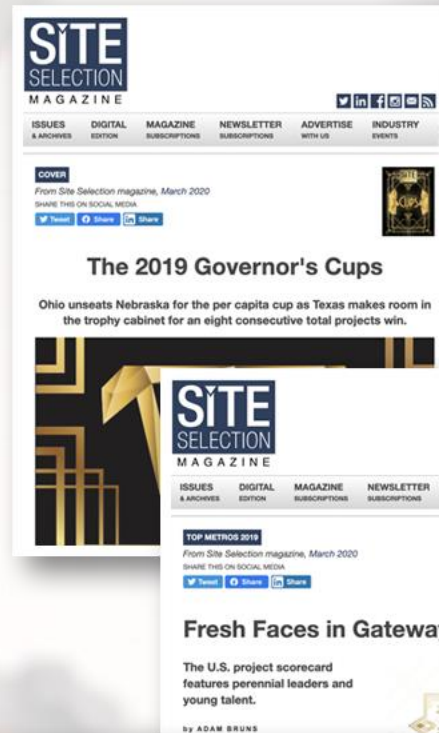 SiTE
SELECTION
MAGAZINE
ISSUES
& ARCHIVES
DIGITAL
EDITION
MAGAZINE
SUBSCRIPTIONS
NEWSLETTER
SUBSCRIPTIONS
ADVERTISE
WITH US
INDUSTRY
EVENTS
COVER
From Site Selection magazine, March 2020
SHARE THIS ON SOCIAL MEDIA
Tweet
Share
Share
SITE
CUPS
The 2019 Governor's Cups
Ohio unseats Nebraska for the per capita cup as Texas makes room in
the trophy cabinet for an eight consecutive total projects win.
SiTE
SELECTION
MAGAZINE
ISSUES
& ARCHIVES
DIGITAL
EDITION
MAGAZINE
SUBSCRIPTIONS
NEWSLETTER
SUBSCRIPTIONS
TOP METROS 2019
From Site Selection magazine, March 2020
SHARE THIS ON SOCIAL MEDIA
Tweet
Share
Share
Fresh Faces in Gateway
The U.S. project scorecard
features perennial leaders and
young talent.
by ADAM BRUNS